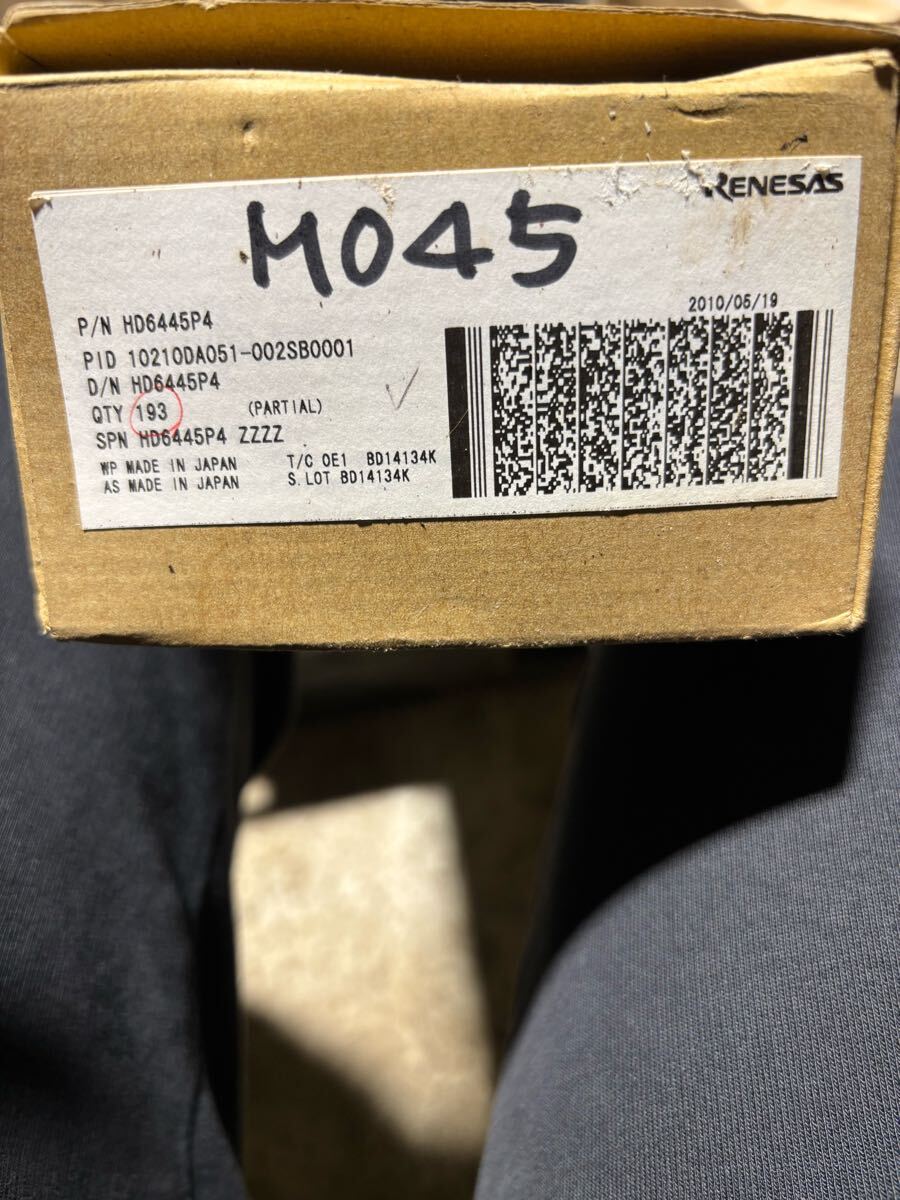 RENESAS
M045
2010/05/19
P/N HD6445P4
PID 10210DA051-002SB0001
D/N HD6445P4
QTY 193 (PARTIAL)
SPN HD6445P4 ZZZZ
WP MADE IN JAPAN T/C 0E1 BD14134K
AS MADE IN JAPAN S.LOT BD14134K